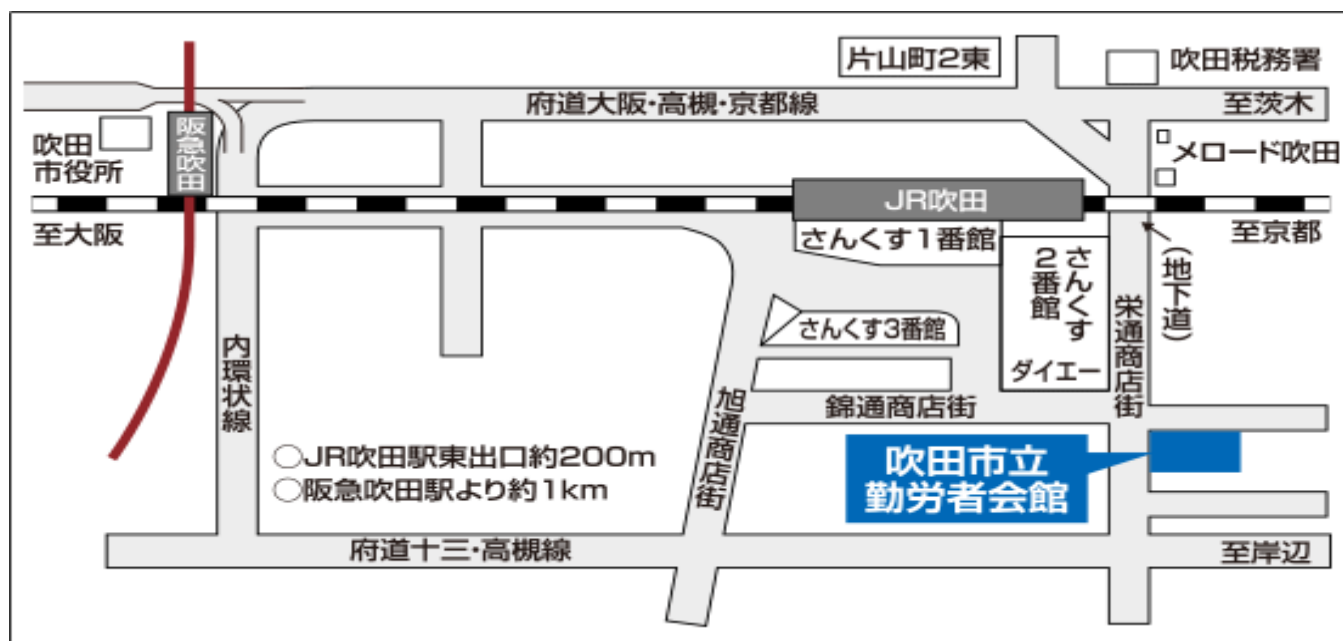 片山町2東
吹田税務署
府道大阪・高槻・京都線
至茨木
吹田
市役所
阪急吹田
メロード吹田
JR吹田
至大阪
至京都
さんくす1番館
さんくす
2番館
ダイエー
(地下道)
さんくす3番館
栄通商店街
内環状線
旭通商店街
錦通商店街
○JR吹田駅東出口約200m
○阪急吹田駅より約1km
吹田市立
勤労者会館
府道十三・高槻線
至岸辺